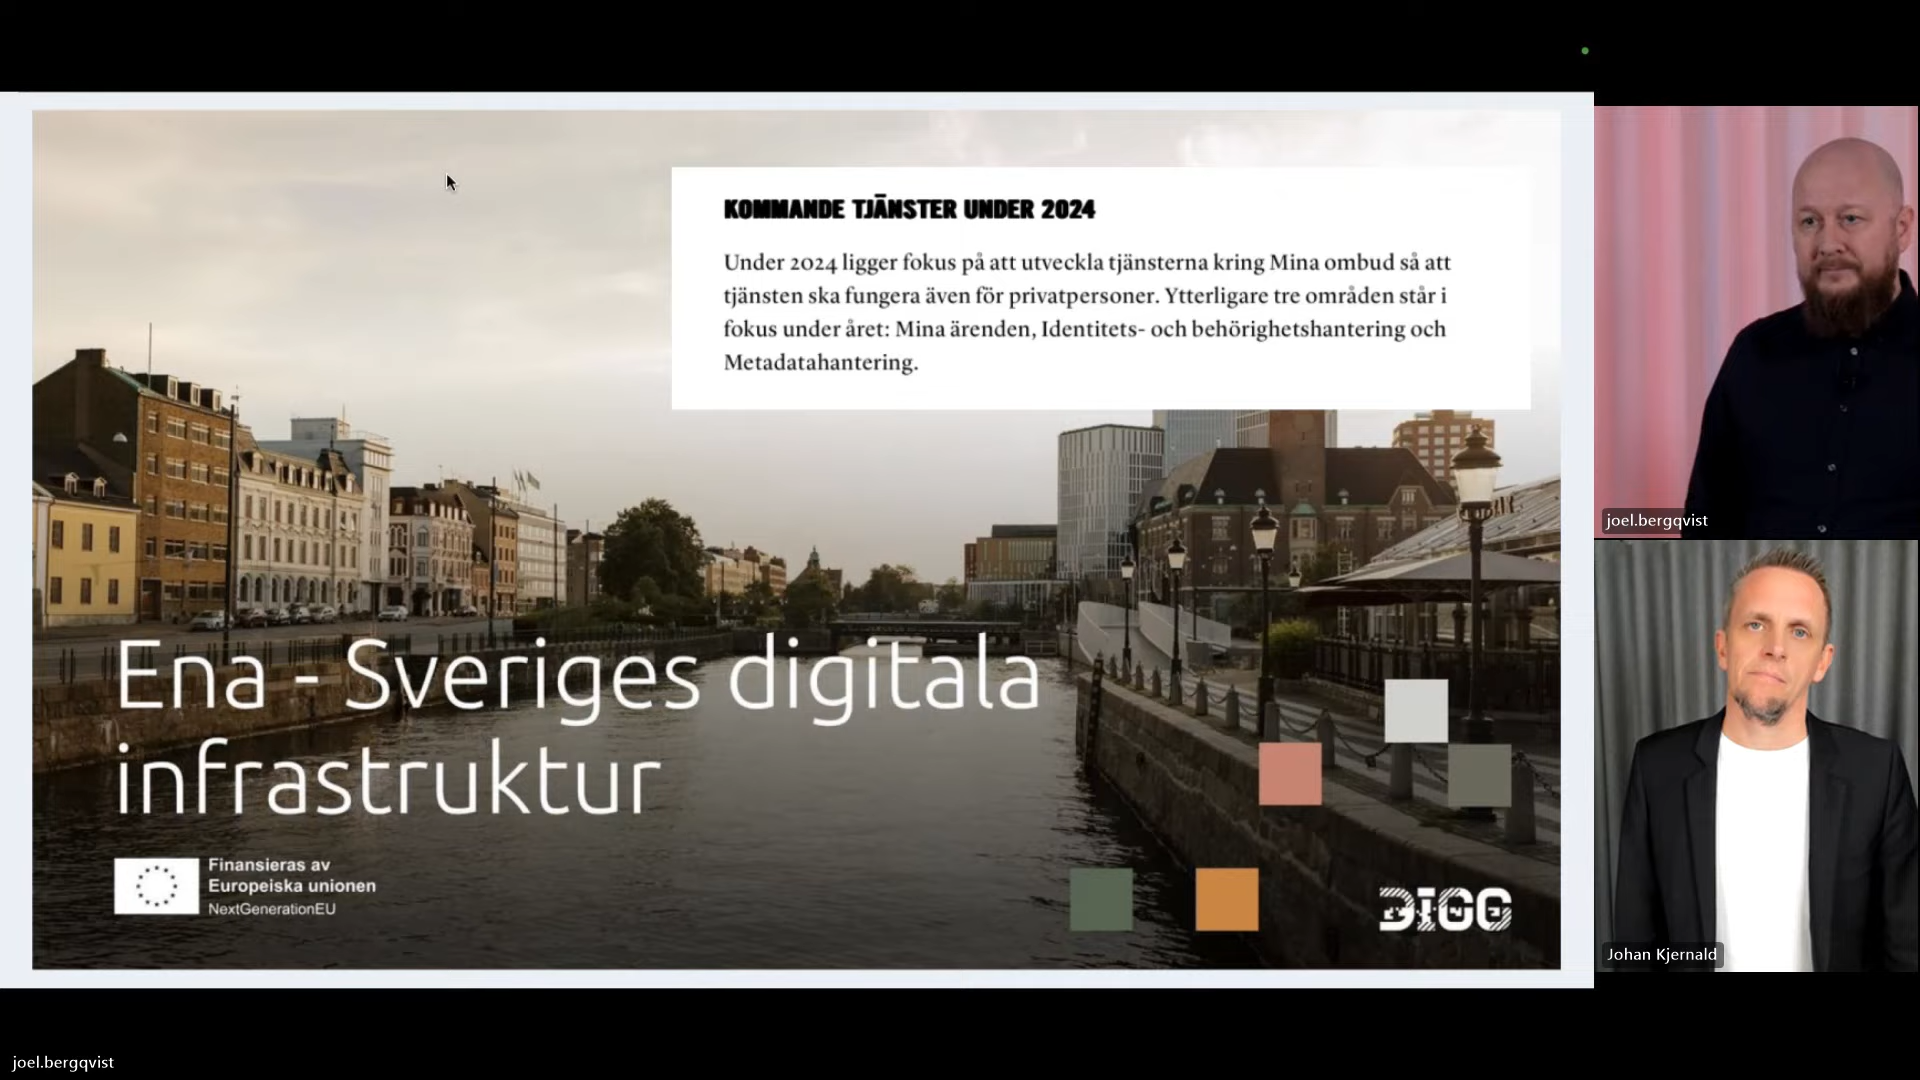 KOMMANDE TJÄNSTER UNDER 2024
Under 2024 ligger fokus på att utveckla tjänsterna kring Mina ombud så att
tjänsten ska fungera även för privatpersoner. Ytterligare tre områden står i
fokus under året: Mina ärenden, Identitets- och behörighetshantering och
Metadatahantering.
Ena - Sveriges digitala
infrastruktur
Finansieras av
Europeiska unionen
NextGenerationEU
DIGG
joel.bergqvist
Johan Kjernald
joel.bergqvist